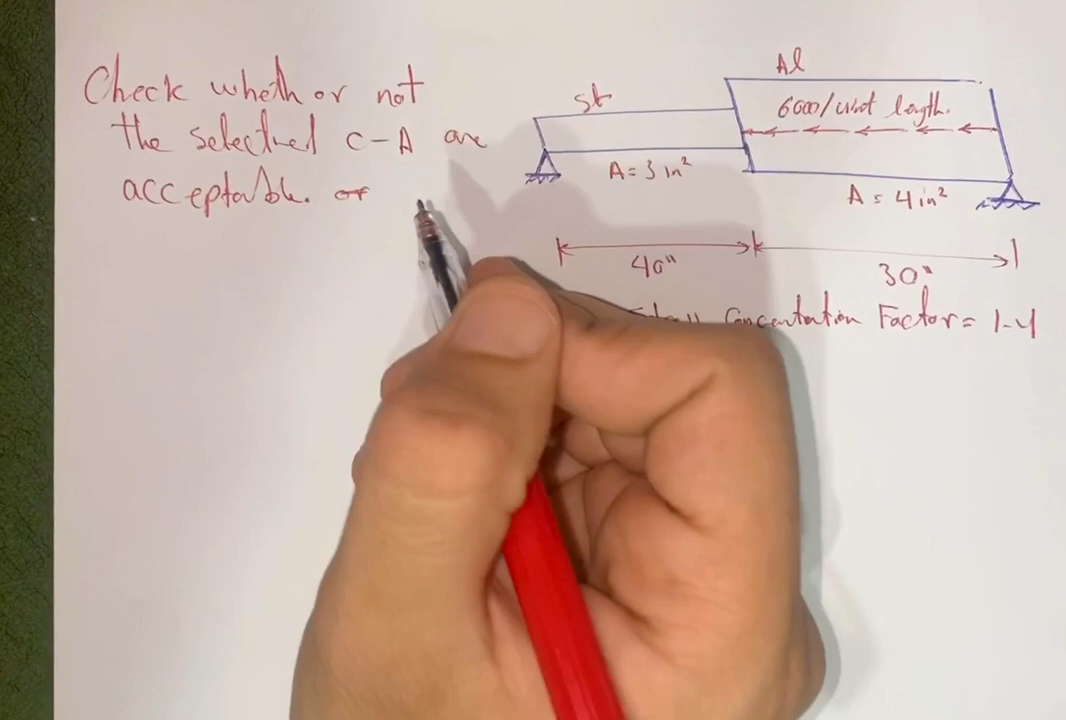 Check whether or not
the selected C-A are
acceptable. or
St
Al
6000/unit length.
A = 3 in²
A = 4 in²
40"
30"
Concentration Factor = 1.4